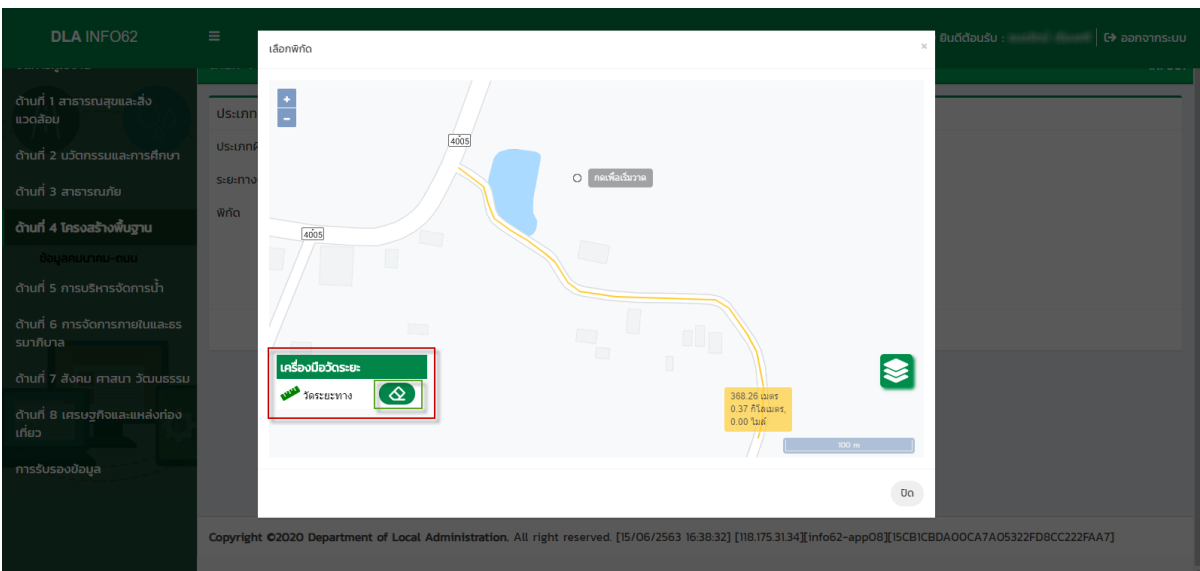 DLA INFO62
เลือกพิกัด
×
ยินดีต้อนรับ :
ออกจากระบบ
ด้านที่ 1 สาธารณสุขและสิ่ง
แวดล้อม
ด้านที่ 2 นวัตกรรมและการศึกษา
ด้านที่ 3 สาธารณภัย
ด้านที่ 4 โครงสร้างพื้นฐาน
ข้อมูลคมนาคม-ถนน
ด้านที่ 5 การบริหารจัดการน้ำ
ด้านที่ 6 การจัดการภายในและธร
รมาภิบาล
ด้านที่ 7 สังคม ศาสนา วัฒนธรรม
ด้านที่ 8 เศรษฐกิจและแหล่งท่อง
เที่ยว
การรับรองข้อมูล
ประเภท
ระยะทาง
พิกัด
+
−
4005
กดเพื่อเริ่มวาด
4005
เครื่องมือวัดระยะ
วัดระยะทาง
368.26 เมตร
0.37 กิโลเมตร,
0.00 ไมล์
100 m
ปิด
Copyright ©2020 Department of Local Administration. All right reserved. [15/06/2563 16:38:32] [118.175.31.34][info62-app08][15CB1CBDA00CA7A05322FD8CC222FAA7]